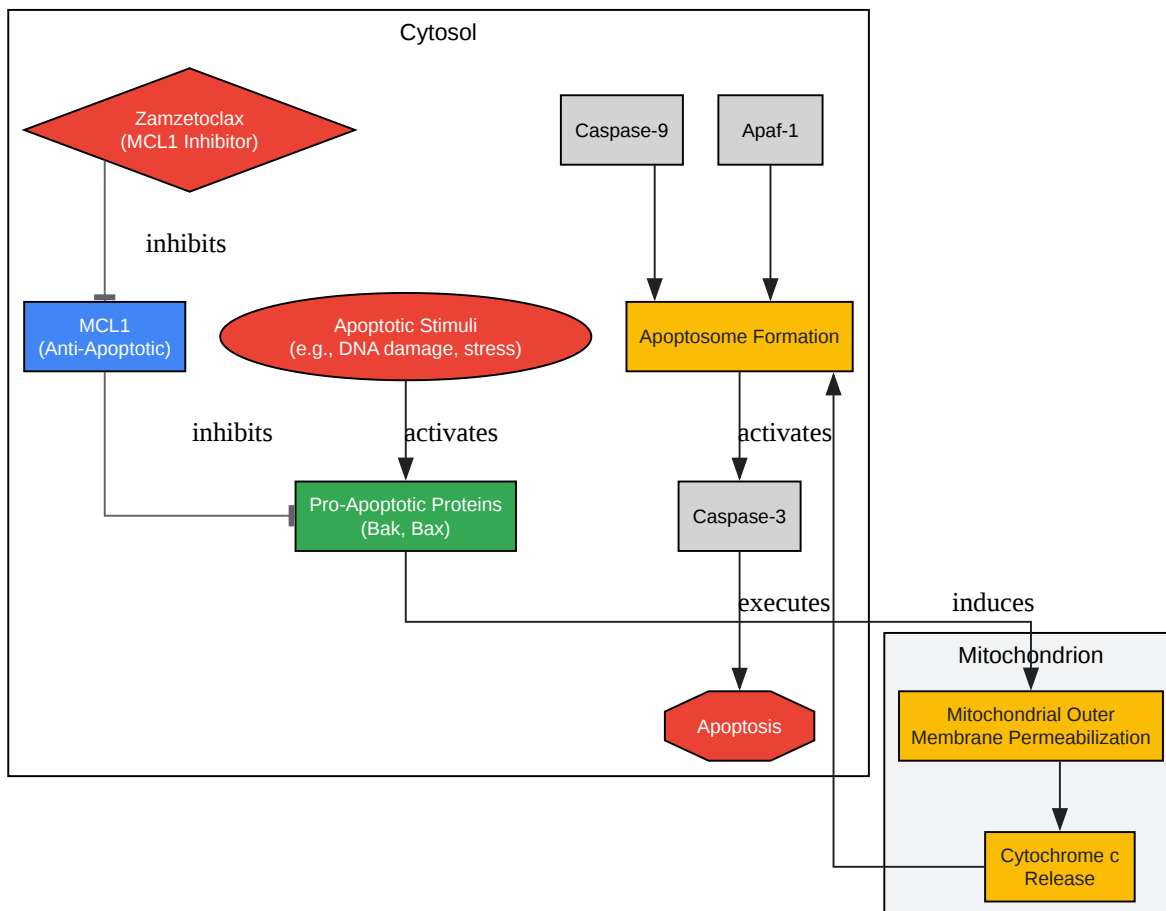 Cytosol
Zamzetoclax
(MCL1 Inhibitor)
Caspase-9
Apaf-1
inhibits
MCL1
(Anti-Apoptotic)
Apoptotic Stimuli
(e.g., DNA damage, stress)
Apoptosome Formation
inhibits
activates
activates
Pro-Apoptotic Proteins
(Bak, Bax)
Caspase-3
executes
induces
Mitochondrion
Apoptosis
Mitochondrial Outer
Membrane Permeabilization
Cytochrome c
Release